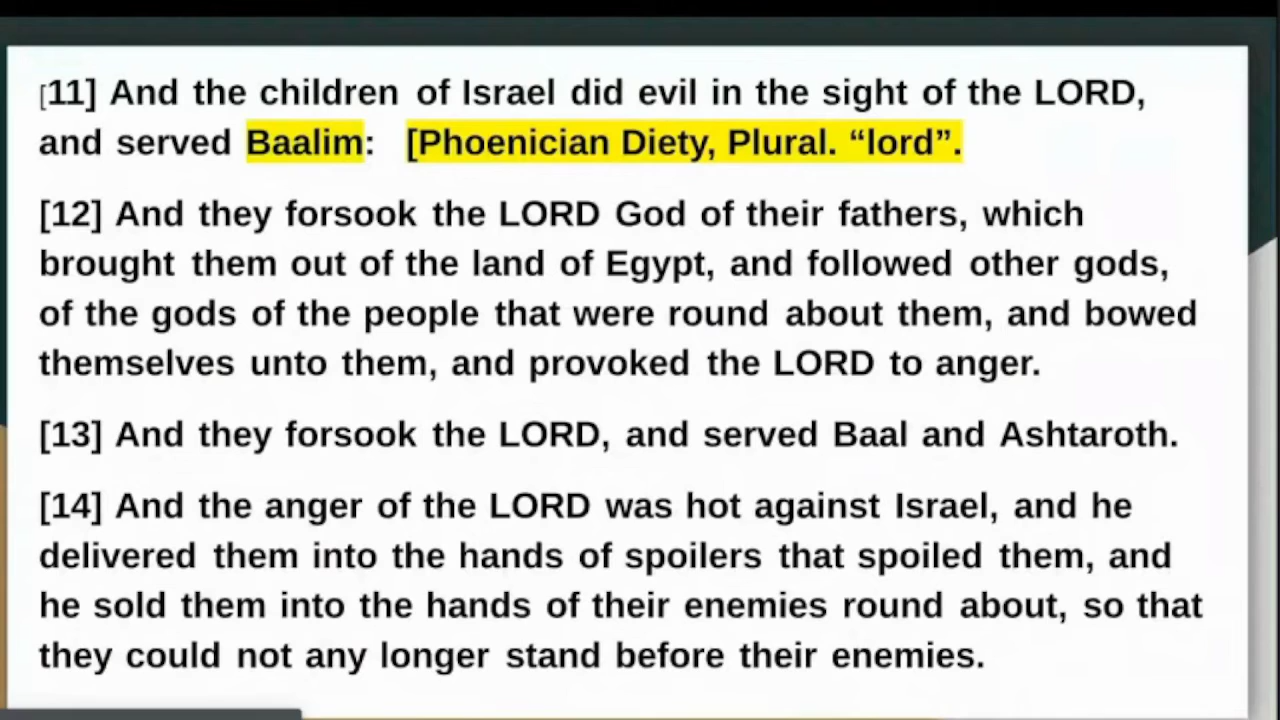 [11] And the children of Israel did evil in the sight of the LORD,
and served Baalim: [Phoenician Diety, Plural. “lord”.
[12] And they forsook the LORD God of their fathers, which
brought them out of the land of Egypt, and followed other gods,
of the gods of the people that were round about them, and bowed
themselves unto them, and provoked the LORD to anger.
[13] And they forsook the LORD, and served Baal and Ashtaroth.
[14] And the anger of the LORD was hot against Israel, and he
delivered them into the hands of spoilers that spoiled them, and
he sold them into the hands of their enemies round about, so that
they could not any longer stand before their enemies.